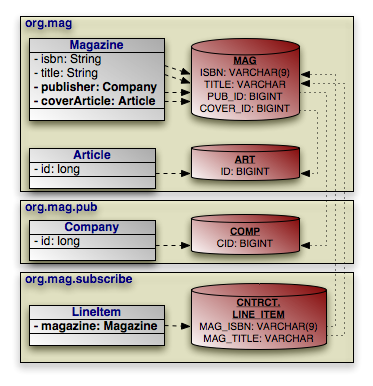 org.mag
Magazine
- isbn: String
- title: String
- publisher: Company
- coverArticle: Article
MAG
ISBN: VARCHAR(9)
TITLE: VARCHAR
PUB_ID: BIGINT
COVER_ID: BIGINT
Article
- id: long
ART
ID: BIGINT
org.mag.pub
Company
- id: long
COMP
CID: BIGINT
org.mag.subscribe
LineItem
- magazine: Magazine
CNTRCT.
LINE_ITEM
MAG_ISBN: VARCHAR(9)
MAG_TITLE: VARCHAR